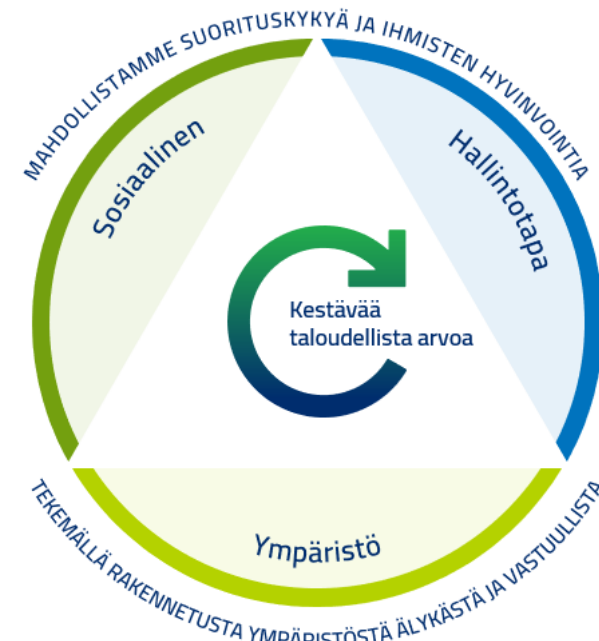 MAHDOLLISTAMME SUORITUSKYKYÄ JA IHMISTEN HYVINVOINTIA
Sosiaalinen
Hallintotapa
Kestävää
taloudellista arvoa
Ympäristö
TEKEMÄLLÄ RAKENNETUSTA YMPÄRISTÖSTÄ ÄLYKÄSTÄ JA VASTUULLISTA